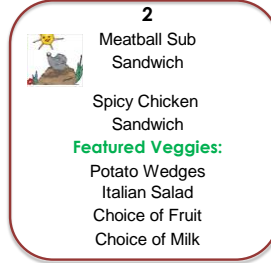 2
Meatball Sub
Sandwich
Spicy Chicken
Sandwich
Featured Veggies:
Potato Wedges
Italian Salad
Choice of Fruit
Choice of Milk